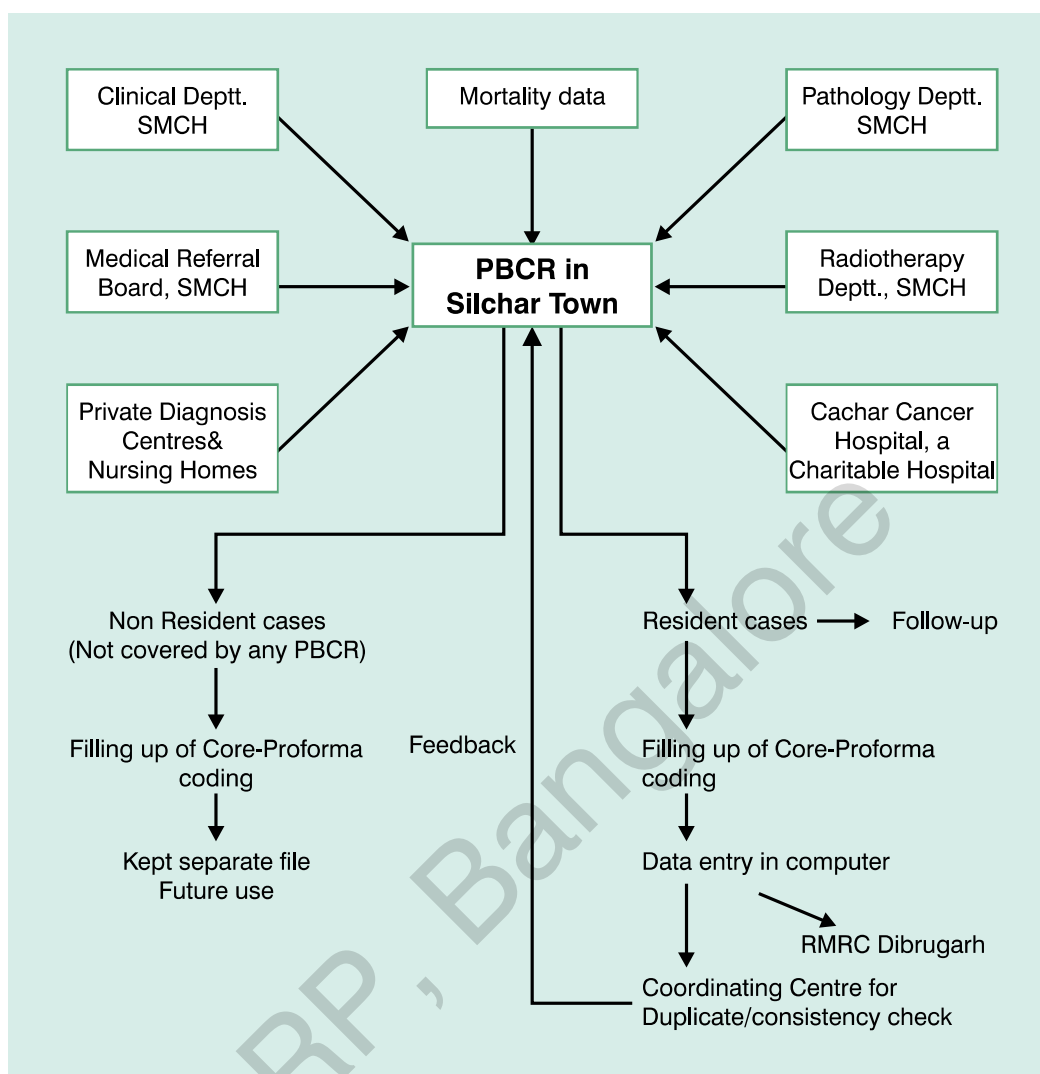 Clinical Deptt.
SMCH
Mortality data
Pathology Deptt.
SMCH
Medical Referral
Board, SMCH
PBCR in
Silchar Town
Radiotherapy
Deptt., SMCH
Private Diagnosis
Centres&
Nursing Homes
Cachar Cancer
Hospital, a
Charitable Hospital
Non Resident cases
(Not covered by any PBCR)
Resident cases
Follow-up
Filling up of Core-Proforma
coding
Feedback
Filling up of Core-Proforma
coding
Kept separate file
Future use
Data entry in computer
RMRC Dibrugarh
Coordinating Centre for
Duplicate/consistency check
RP, Bangalore